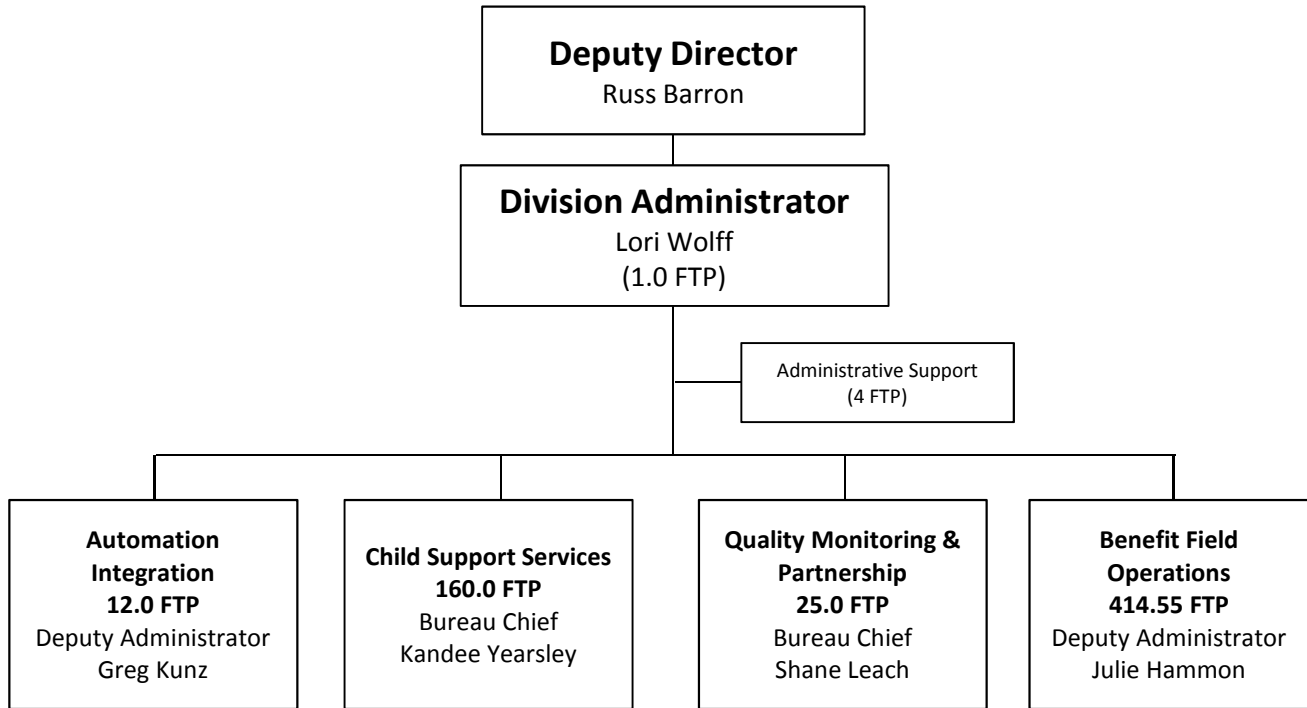 Deputy Director
Russ Barron
Division Administrator
Lori Wolff
(1.0 FTP)
Administrative Support
(4 FTP)
Automation
Integration
12.0 FTP
Deputy Administrator
Greg Kunz
Child Support Services
160.0 FTP
Bureau Chief
Kandee Yearsley
Quality Monitoring &
Partnership
25.0 FTP
Bureau Chief
Shane Leach
Benefit Field
Operations
414.55 FTP
Deputy Administrator
Julie Hammon